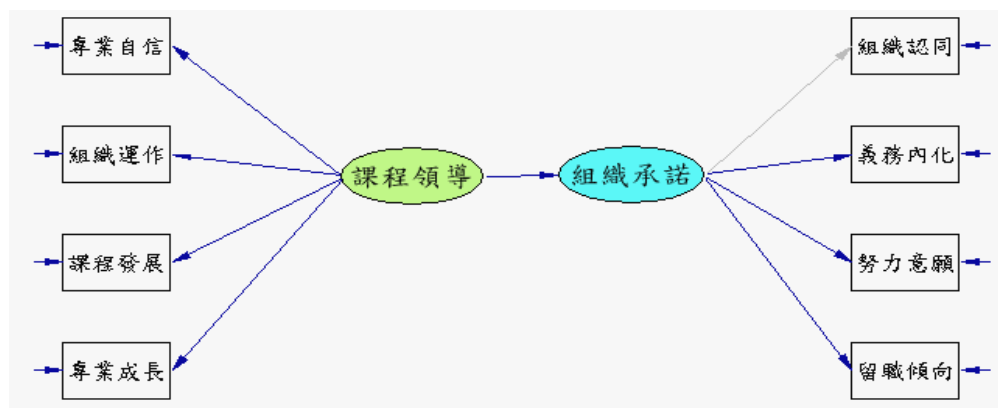 專業自信
組織運作
課程發展
專業成長
課程領導
組織承諾
組織認同
義務內化
努力意願
留職傾向